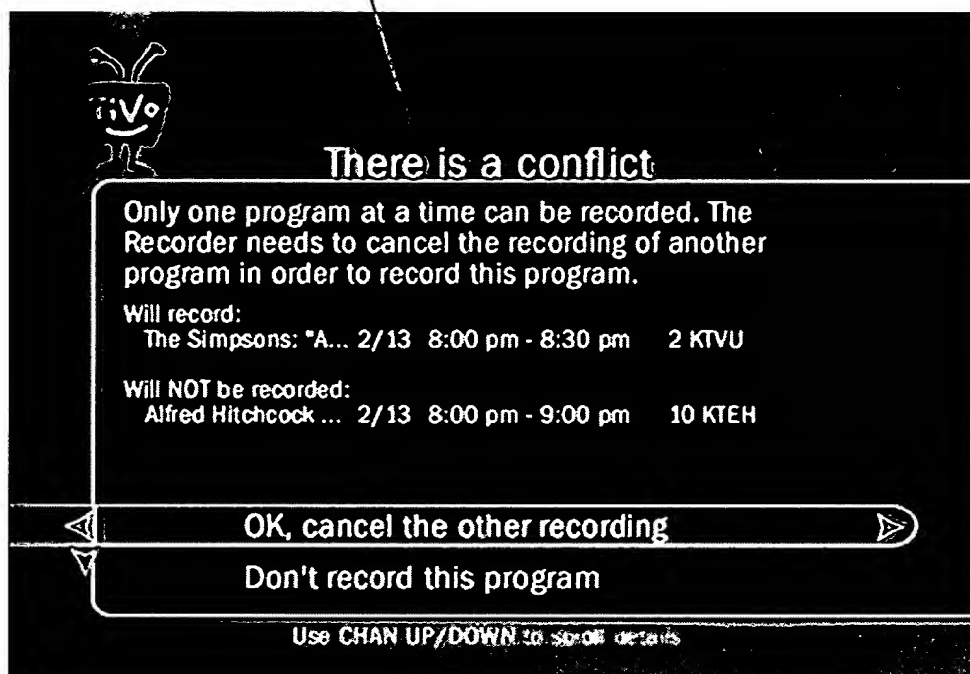 TiVo
There is a conflict
Only one program at a time can be recorded. The
Recorder needs to cancel the recording of another
program in order to record this program.
Will record:
The Simpsons: "A... 2/13 8:00 pm - 8:30 pm 2 KTVU
Will NOT be recorded:
Alfred Hitchcock ... 2/13 8:00 pm - 9:00 pm 10 KTEH
OK, cancel the other recording
Don't record this program
Use CHAN UP/DOWN to scroll details